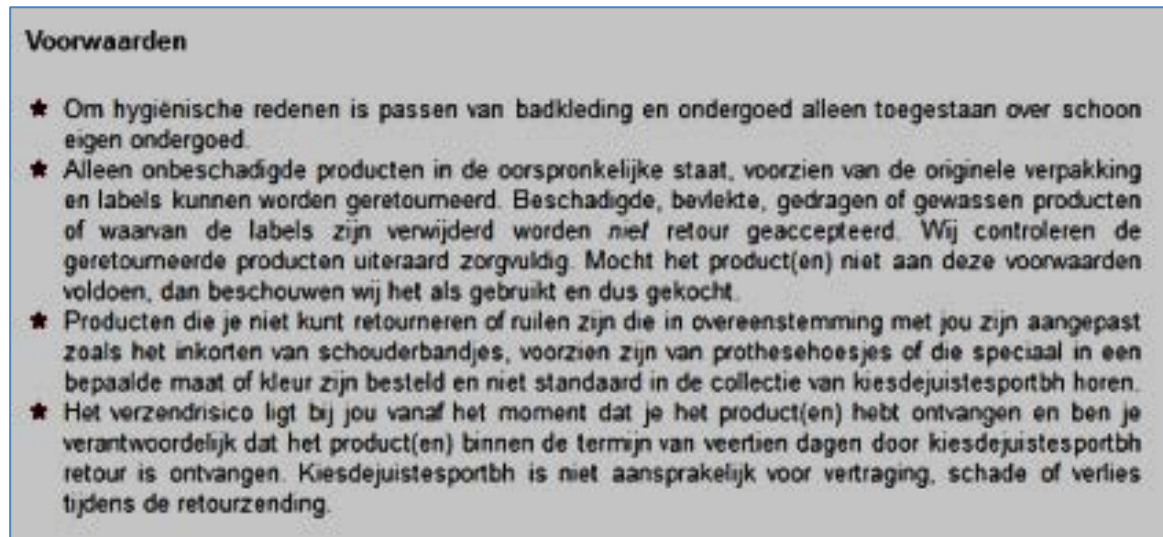 Voorwaarden
★ Om hygiënische redenen is passen van badkleding en ondergoed alleen toegestaan over schoon
eigen ondergoed.
★ Alleen onbeschadigde producten in de oorspronkelijke staat, voorzien van de originele verpakking
en labels kunnen worden geretourneerd. Beschadigde, bevlekte, gedragen of gewassen producten
of waarvan de labels zijn verwijderd worden niet retour geaccepteerd. Wij controleren de
geretourneerde producten uiteraard zorgvuldig. Mocht het product(en) niet aan deze voorwaarden
voldoen, dan beschouwen wij het als gebruikt en dus gekocht.
★ Producten die je niet kunt retourneren of ruilen zijn die in overeenstemming met jou zijn aangepast
zoals het inkorten van schouderbandjes, voorzien zijn van prothesehoesjes of die speciaal in een
bepaalde maat of kleur zijn besteld en niet standaard in de collectie van kiesdejuistesportbh horen.
★ Het verzendrisico ligt bij jou vanaf het moment dat je het product(en) hebt ontvangen en ben je
verantwoordelijk dat het product(en) binnen de termijn van veertien dagen door kiesdejuistesportbh
retour is ontvangen. Kiesdejuistesportbh is niet aansprakelijk voor vertraging, schade of verlies
tijdens de retourzending.